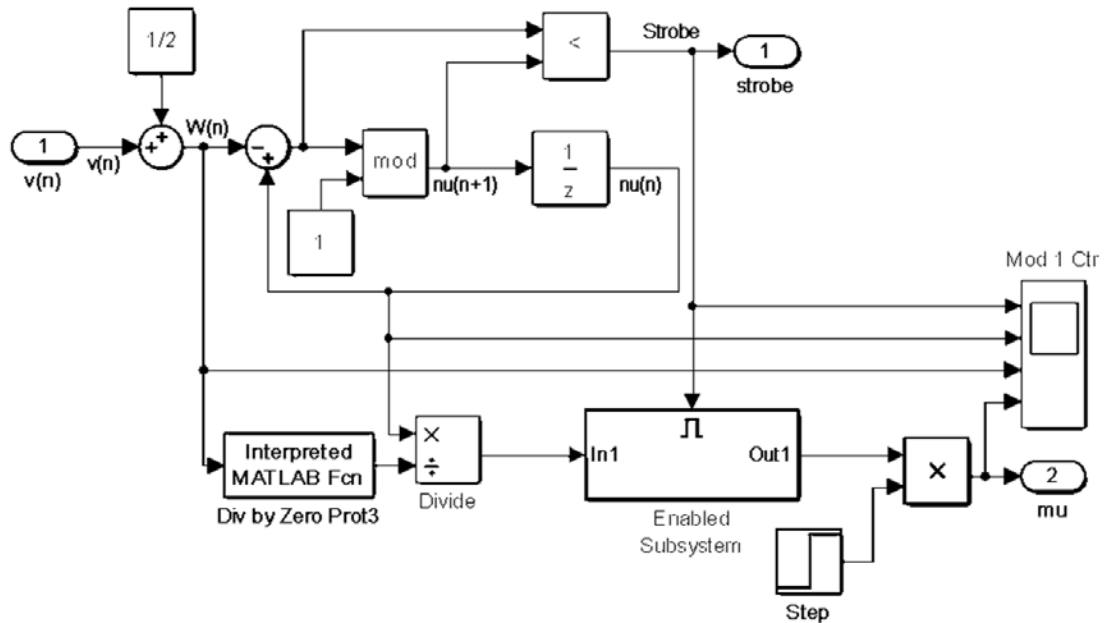 1/2
<
Strobe
1
strobe
1
v(n)
v(n)
+
+
W(n)
-
+
mod
nu(n+1)
1
z
nu(n)
1
Mod 1 Ctr
Interpreted
MATLAB Fcn
Div by Zero Prot3
×
÷
Divide
In1
Out1
Enabled
Subsystem
×
2
mu
Step